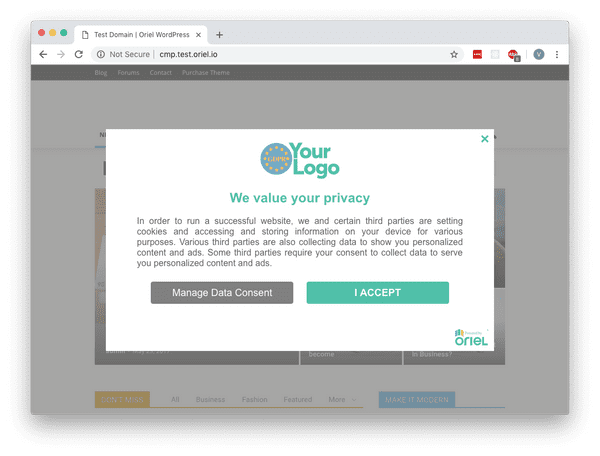 Test Domain | Oriel WordPress
Not Secure | cmp.test.oriel.io
V
Blog Forums Contact Purchase Theme
GDPR
Your
Logo
We value your privacy
In order to run a successful website, we and certain third parties are setting
cookies and accessing and storing information on your device for various
purposes. Various third parties are also collecting data to show you personalized
content and ads. Some third parties require your consent to collect data to serve
you personalized content and ads.
Manage Data Consent
I ACCEPT
ORIEL
become
in Business?
DON'T MISS
All Business Fashion Featured More
MAKE IT MODERN